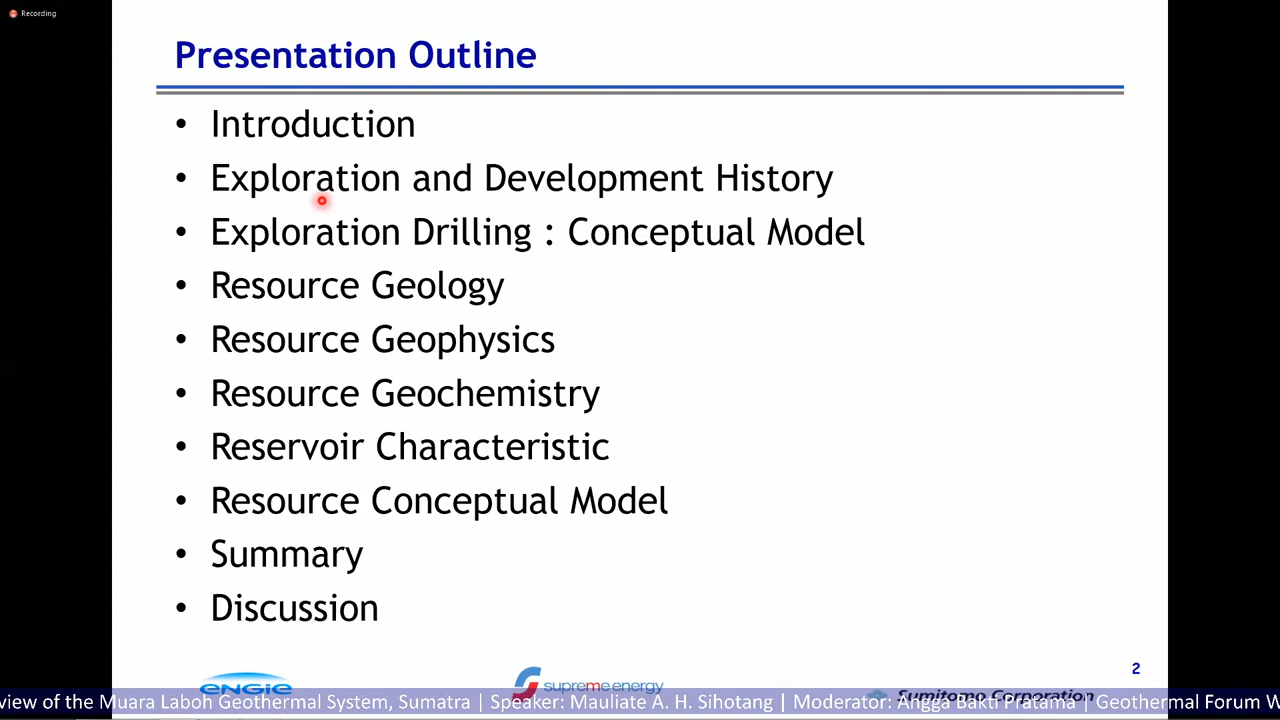 Recording
Presentation Outline
• Introduction
• Exploration and Development History
• Exploration Drilling : Conceptual Model
• Resource Geology
• Resource Geophysics
• Resource Geochemistry
• Reservoir Characteristic
• Resource Conceptual Model
• Summary
• Discussion
2
ENGIE
supreme energy
Sumitomo Corporation
view of the Muara Laboh Geothermal System, Sumatra | Speaker: Mauliate A. H. Sihotang | Moderator: Angga Bakti Pratama | Geothermal Forum W